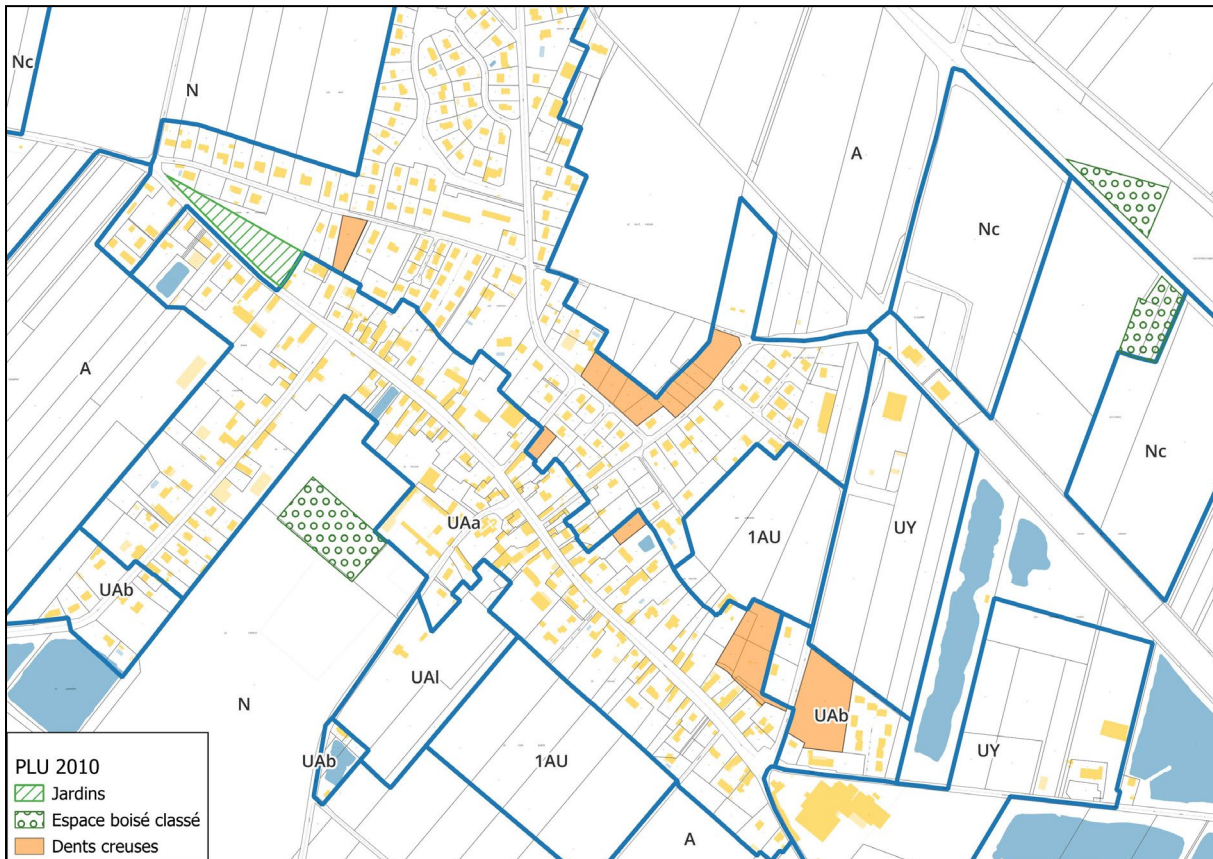 Nc
N
A
A
Nc
Nc
UAa
1AU
UY
UAb
UAl
N
UAb
UAb
1AU
UY
A
PLU 2010
Jardins
Espace boisé classé
Dents creuses